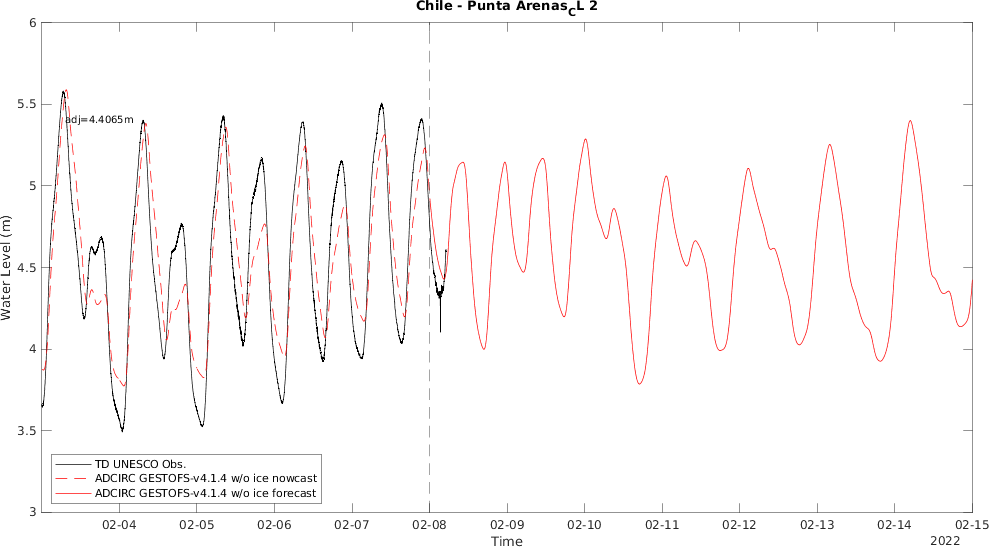 Chile - Punta Arenas_CL 2
6
5.5
5
4.5
4
3.5
3
Water Level (m)
adj=4.4065m
TD UNESCO Obs.
ADCIRC GESTOFS-v4.1.4 w/o ice nowcast
ADCIRC GESTOFS-v4.1.4 w/o ice forecast
02-04 02-05 02-06 02-07 02-08 02-09 02-10 02-11 02-12 02-13 02-14 02-15
Time
2022